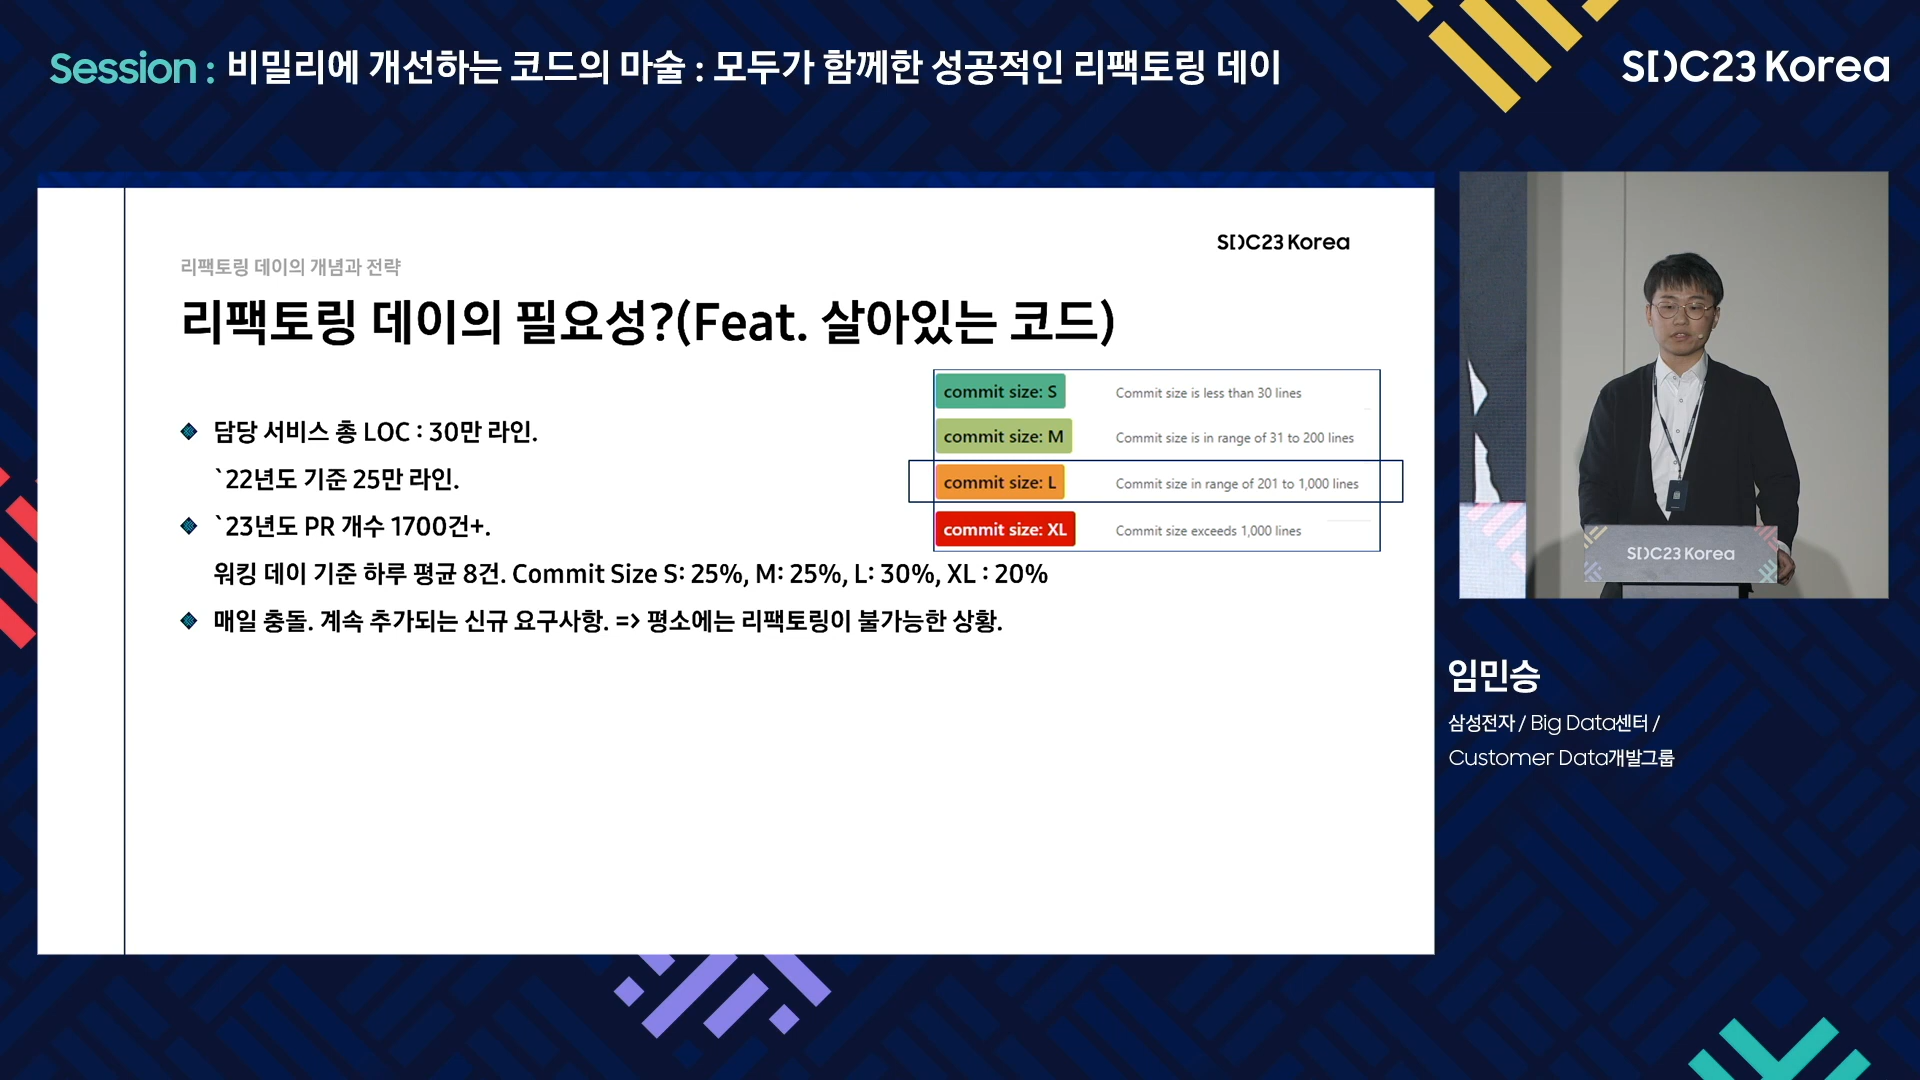 Session : 비밀리에 개선하는 코드의 마술 : 모두가 함께한 성공적인 리팩토링 데이
SDC23 Korea
SDC23 Korea
리팩토링 데이의 개념과 전략
리팩토링 데이의 필요성?(Feat. 살아있는 코드)
commit size: S Commit size is less than 30 lines
commit size: M Commit size is in range of 31 to 200 lines
commit size: L Commit size in range of 201 to 1,000 lines
commit size: XL Commit size exceeds 1,000 lines
담당 서비스 총 LOC : 30만 라인.
`22년도 기준 25만 라인.
`23년도 PR 개수 1700건+.
워킹 데이 기준 하루 평균 8건. Commit Size S: 25%, M: 25%, L: 30%, XL : 20%
매일 충돌. 계속 추가되는 신규 요구사항. => 평소에는 리팩토링이 불가능한 상황.
SDC23 Korea
임민승
삼성전자 / Big Data센터 /
Customer Data개발그룹